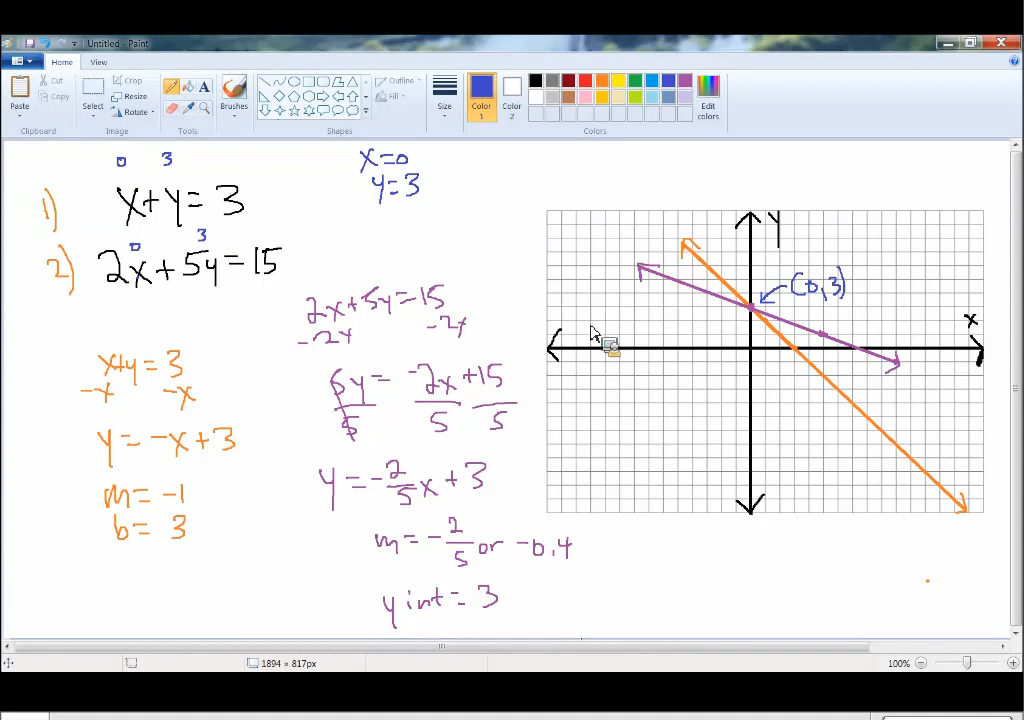 Untitled - Paint
Home View
Paste
Cut
Copy
Clipboard
Select
Crop
Resize
Rotate
Image
Tools
Brushes
Shapes
Outline
Fill
Size
Color 1
Color 2
Edit colors
Colors
0 3
1) x+y=3
0 3
2) 2x+5y=15
x=0
y=3
x+y=3
-x -x
y=-x+3
m=-1
b=3
2x+5y=15
-2x -2x
5y=-2x+15
5 5 5
y=-2/5x+3
m=-2/5 or -0.4
y int=3
y
(0,3)
x
1894 × 817px
100%